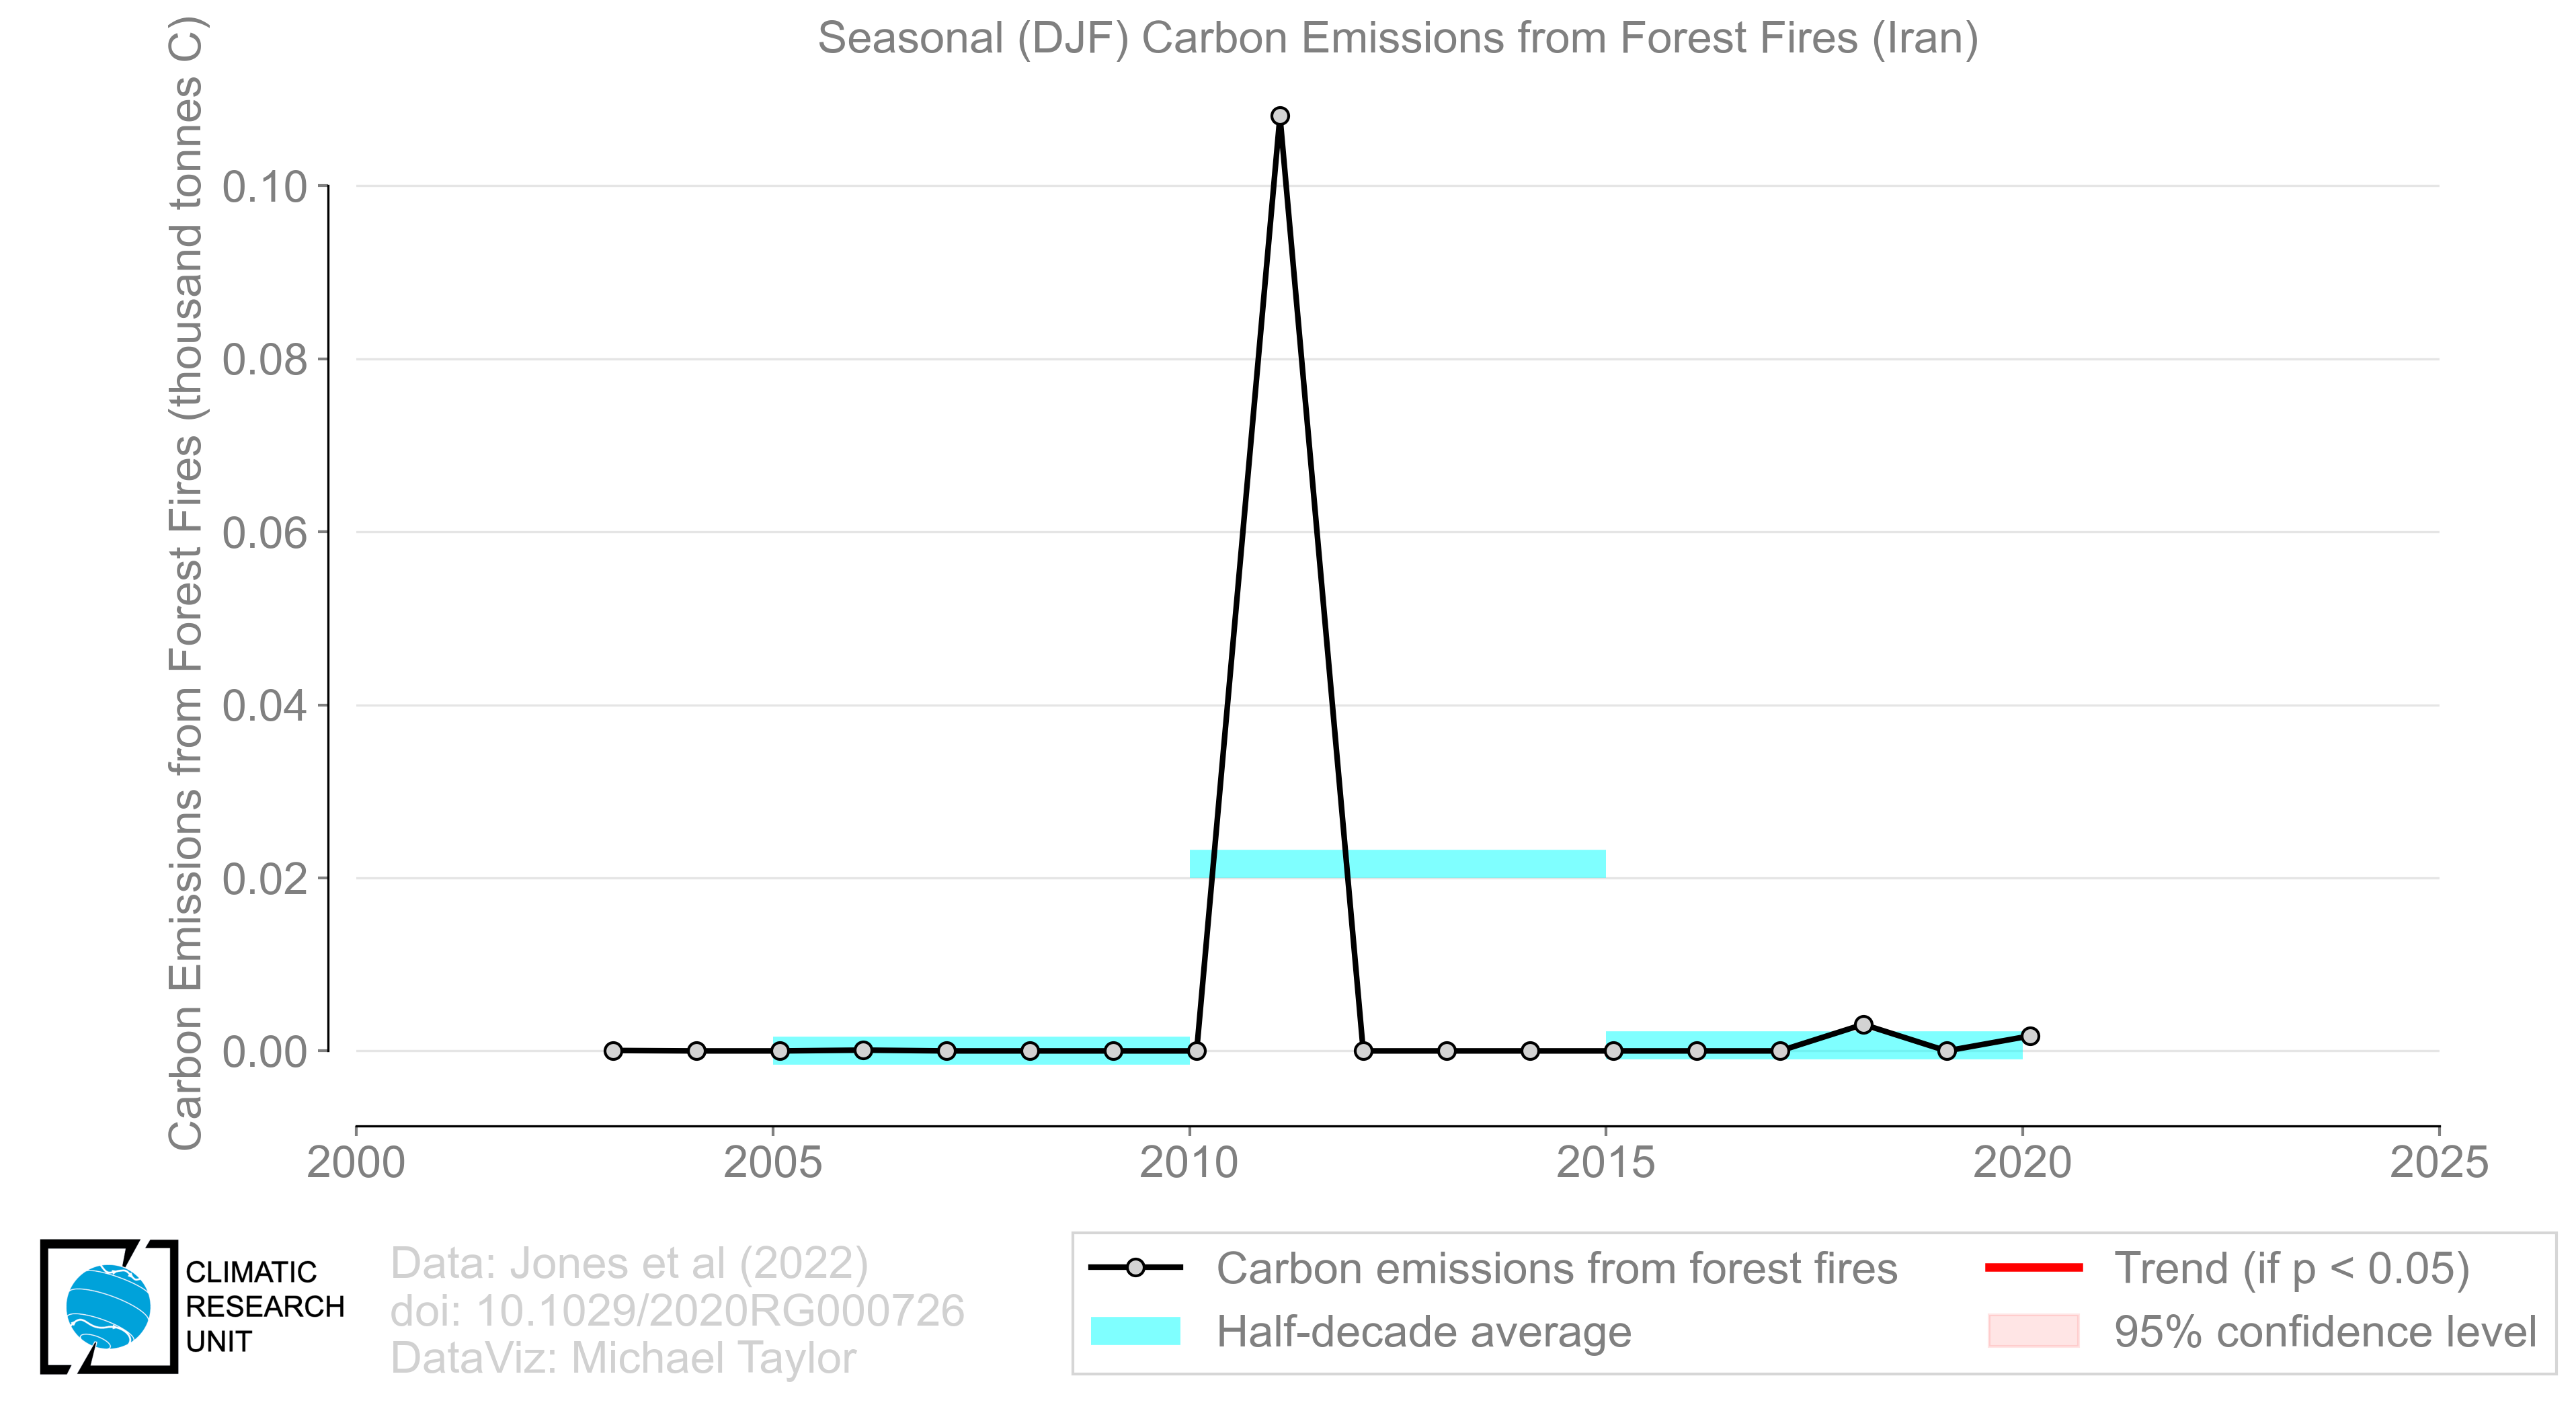 Seasonal (DJF) Carbon Emissions from Forest Fires (Iran)
Carbon Emissions from Forest Fires (thousand tonnes C)
0.10
0.08
0.06
0.04
0.02
0.00
2000
2005
2010
2015
2020
2025
CLIMATIC
RESEARCH
UNIT
Data: Jones et al (2022)
doi: 10.1029/2020RG000726
DataViz: Michael Taylor
Carbon emissions from forest fires
Half-decade average
Trend (if p < 0.05)
95% confidence level